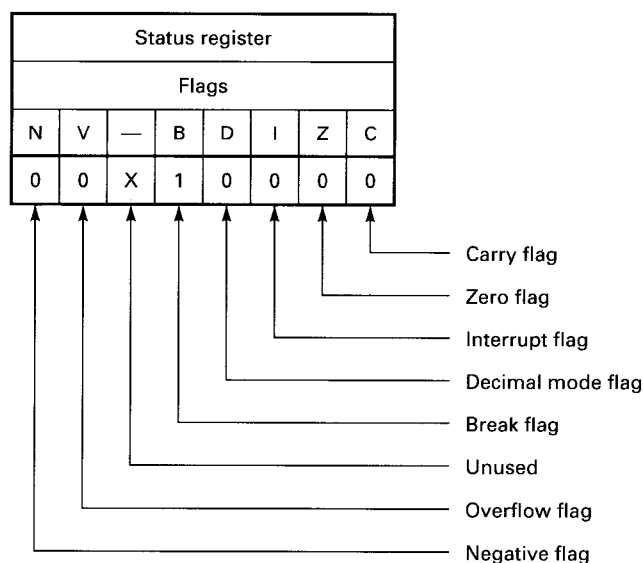 Status register
Flags
N V — B D I Z C
0 0 X 1 0 0 0 0
Carry flag
Zero flag
Interrupt flag
Decimal mode flag
Break flag
Unused
Overflow flag
Negative flag